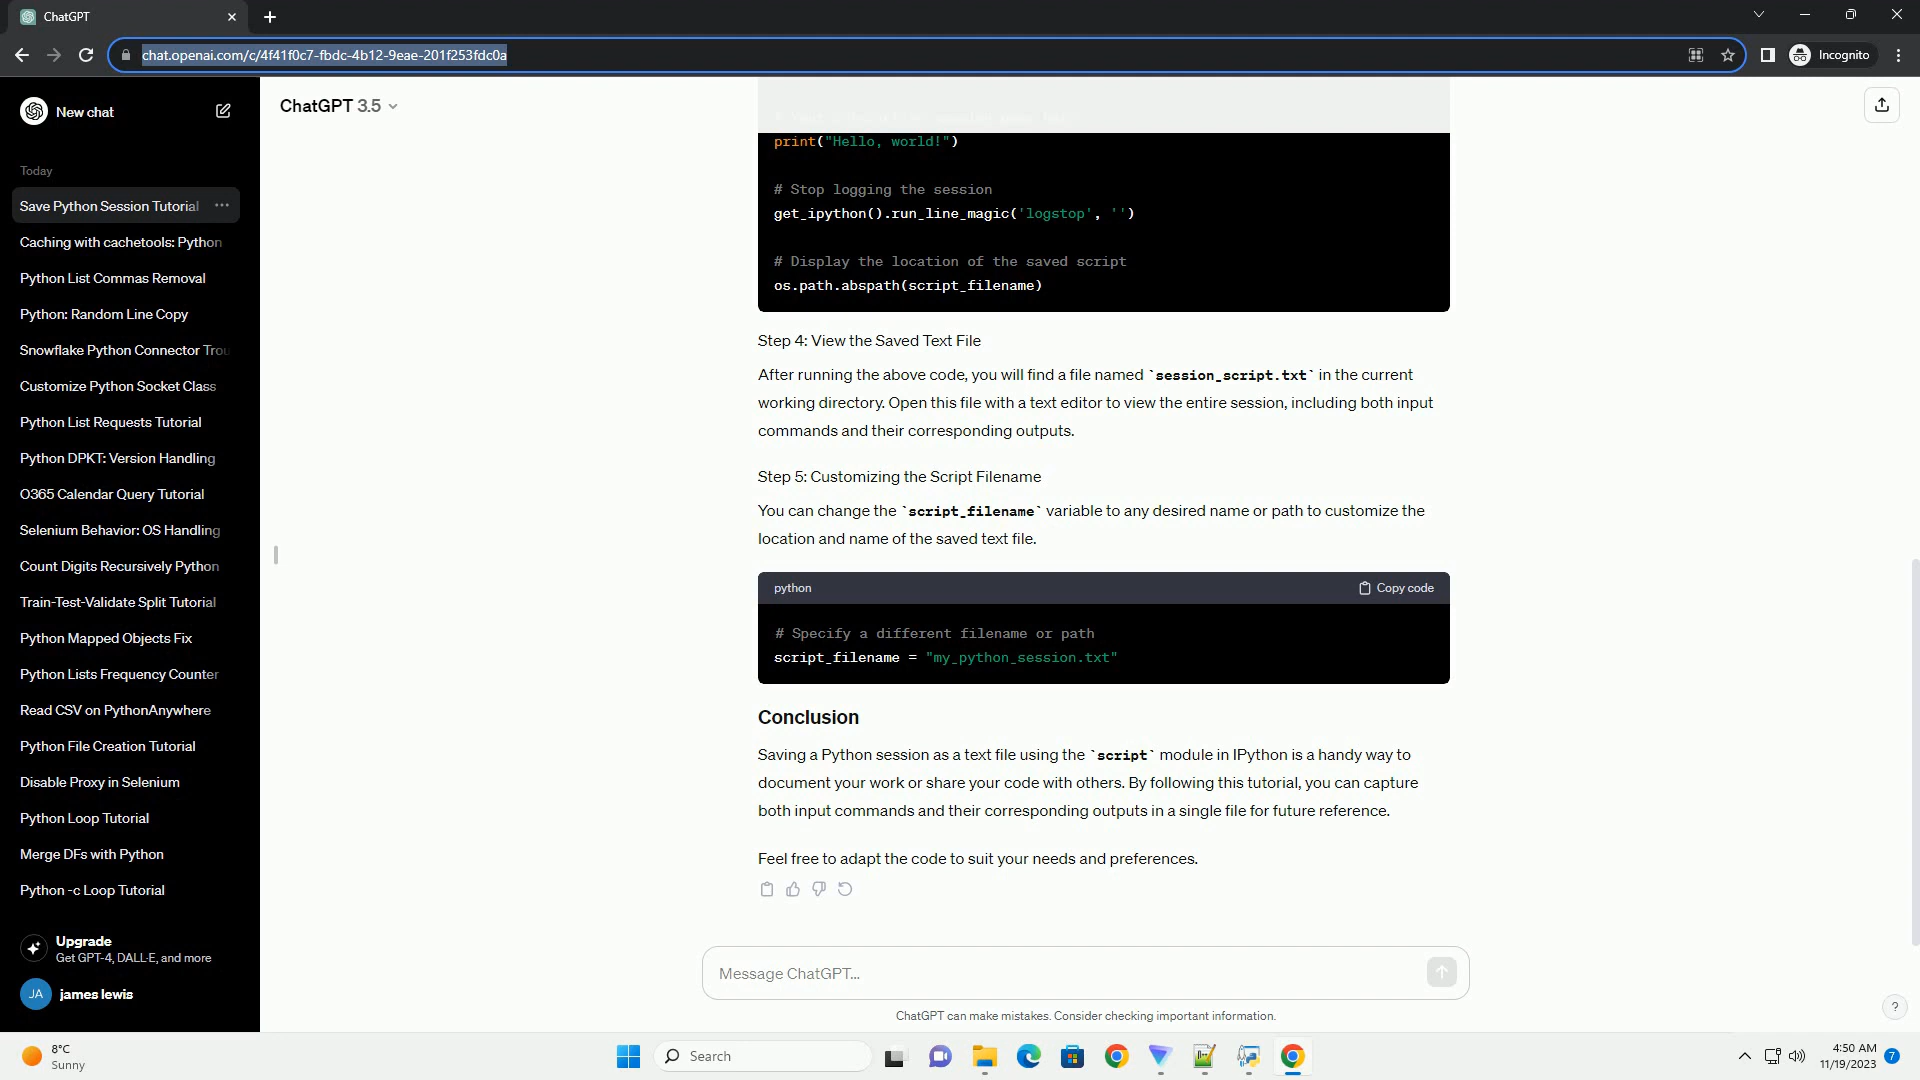 ChatGPT
chat.openai.com/c/4f41f0c7-fbdc-4b12-9eae-201f253fdc0a
Incognito
New chat
ChatGPT 3.5
Today
Save Python Session Tutorial
Caching with cachetools: Python
Python List Commas Removal
Python: Random Line Copy
Snowflake Python Connector Trou
Customize Python Socket Class
Python List Requests Tutorial
Python DPKT: Version Handling
O365 Calendar Query Tutorial
Selenium Behavior: OS Handling
Count Digits Recursively Python
Train-Test-Validate Split Tutorial
Python Mapped Objects Fix
Python Lists Frequency Counter
Read CSV on PythonAnywhere
Python File Creation Tutorial
Disable Proxy in Selenium
Python Loop Tutorial
Merge DFs with Python
Python -c Loop Tutorial
Upgrade
Get GPT-4, DALL·E, and more
JA
james lewis
print("Hello, world!")
# Stop logging the session
get_ipython().run_line_magic('logstop', '')
# Display the location of the saved script
os.path.abspath(script_filename)
Step 4: View the Saved Text File
After running the above code, you will find a file named `session_script.txt` in the current
working directory. Open this file with a text editor to view the entire session, including both input
commands and their corresponding outputs.
Step 5: Customizing the Script Filename
You can change the `script_filename` variable to any desired name or path to customize the
location and name of the saved text file.
python
Copy code
# Specify a different filename or path
script_filename = "my_python_session.txt"
Conclusion
Saving a Python session as a text file using the `script` module in IPython is a handy way to
document your work or share your code with others. By following this tutorial, you can capture
both input commands and their corresponding outputs in a single file for future reference.
Feel free to adapt the code to suit your needs and preferences.
Message ChatGPT...
ChatGPT can make mistakes. Consider checking important information.
?
8°C
Sunny
Search
4:50 AM
11/19/2023
7